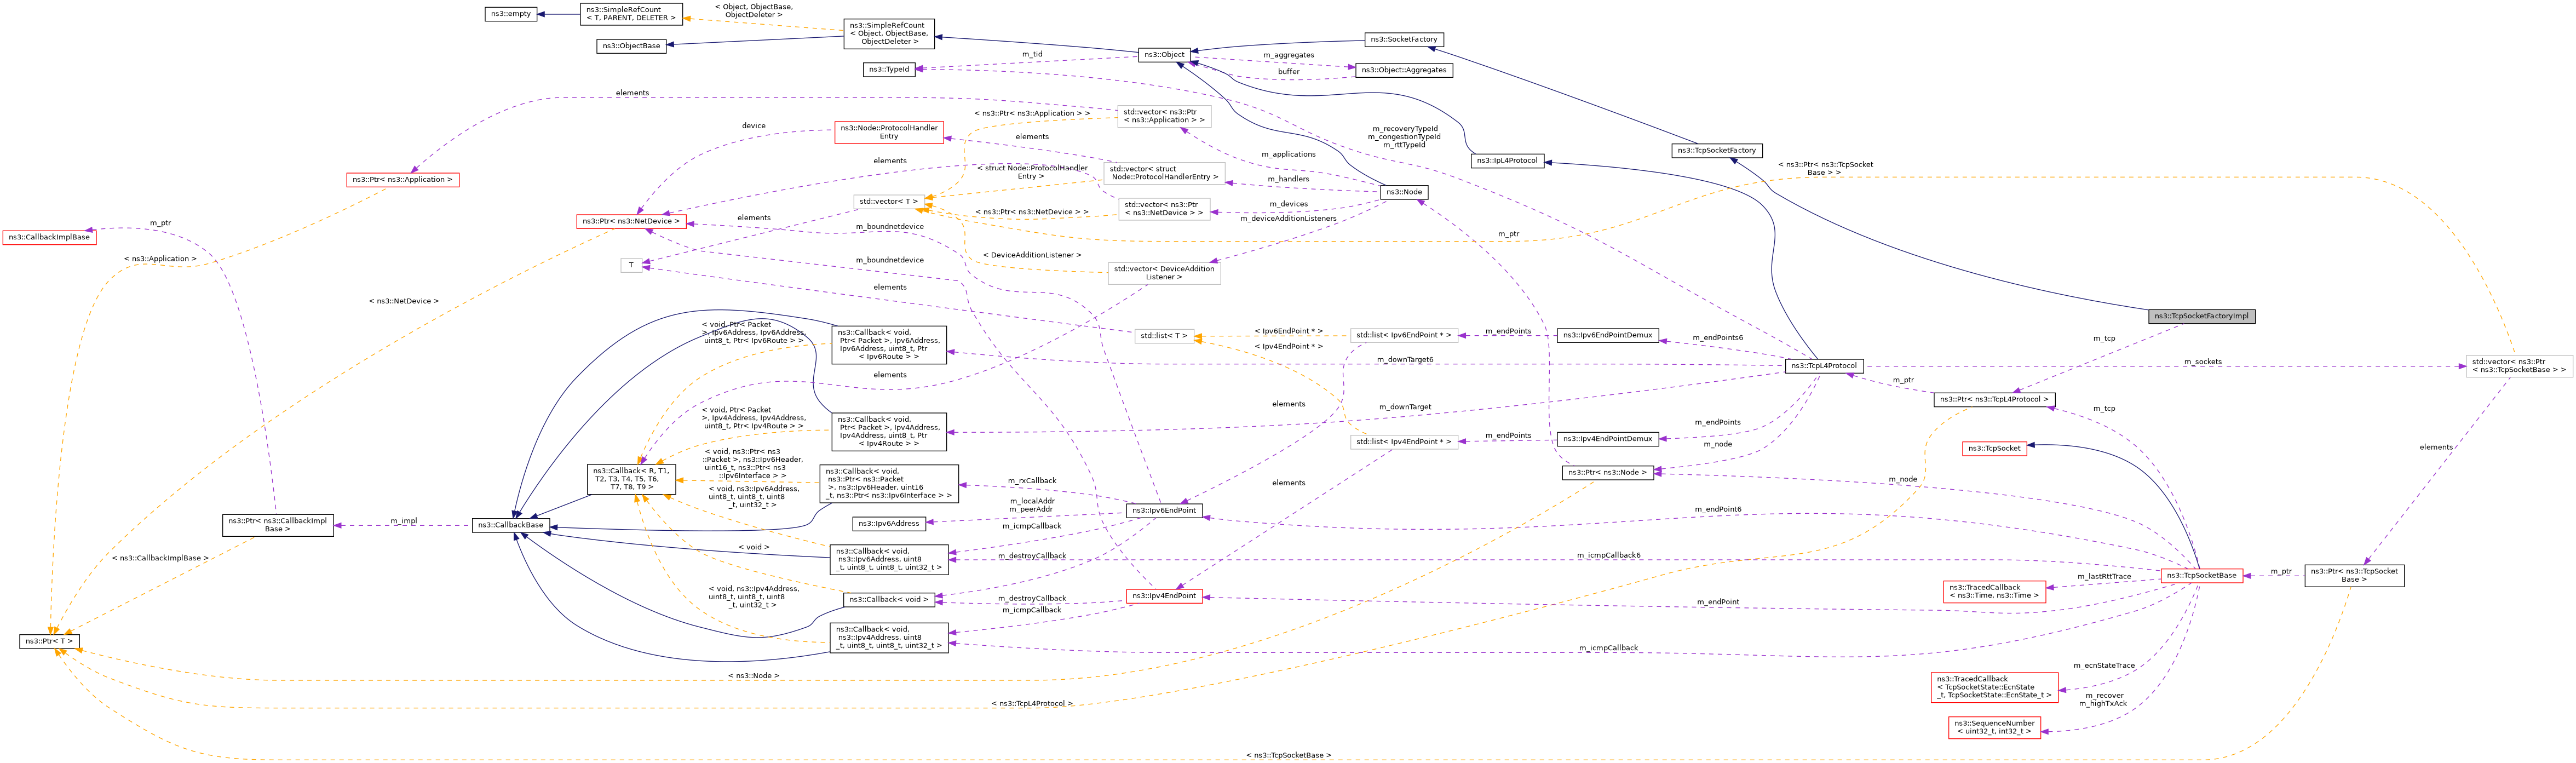 ns3::empty
ns3::SimpleRefCount
< T, PARENT, DELETER >
< Object, ObjectBase,
ObjectDeleter >
ns3::ObjectBase
ns3::SimpleRefCount
< Object, ObjectBase,
ObjectDeleter >
ns3::TypeId
m_tid
ns3::Object
m_aggregates
buffer
ns3::SocketFactory
ns3::Object::Aggregates
elements
device
ns3::Node::ProtocolHandler
Entry
< ns3::Ptr< ns3::Application > >
std::vector< ns3::Ptr
< ns3::Application > >
elements
m_applications
m_recoveryTypeId
m_congestionTypeId
m_rttTypeId
ns3::IpL4Protocol
ns3::TcpSocketFactory
< ns3::Ptr< ns3::TcpSocket
Base > >
ns3::Ptr< ns3::Application >
elements
< struct Node::ProtocolHandler
Entry >
std::vector< struct
Node::ProtocolHandlerEntry >
m_handlers
ns3::Node
std::vector< T >
< ns3::Ptr< ns3::NetDevice > >
std::vector< ns3::Ptr
< ns3::NetDevice > >
m_devices
m_deviceAdditionListeners
m_ptr
ns3::CallbackImplBase
m_ptr
ns3::Ptr< ns3::NetDevice >
elements
m_boundnetdevice
< ns3::Application >
T
m_boundnetdevice
< DeviceAdditionListener >
std::vector< DeviceAddition
Listener >
elements
< ns3::NetDevice >
ns3::TcpSocketFactoryImpl
m_tcp
< void, Ptr< Packet
>, Ipv6Address, Ipv6Address,
uint8_t, Ptr< Ipv6Route > >
ns3::Callback< void,
Ptr< Packet >, Ipv6Address,
Ipv6Address, uint8_t, Ptr
< Ipv6Route > >
std::list< T >
< Ipv6EndPoint * >
< Ipv4EndPoint * >
std::list< Ipv6EndPoint * >
m_endPoints
ns3::Ipv6EndPointDemux
m_endPoints6
m_downTarget6
ns3::TcpL4Protocol
m_sockets
std::vector< ns3::Ptr
< ns3::TcpSocketBase > >
elements
m_ptr
ns3::Ptr< ns3::TcpL4Protocol >
m_tcp
< void, Ptr< Packet
>, Ipv4Address, Ipv4Address,
uint8_t, Ptr< Ipv4Route > >
ns3::Callback< void,
Ptr< Packet >, Ipv4Address,
Ipv4Address, uint8_t, Ptr
< Ipv4Route > >
elements
m_downTarget
std::list< Ipv4EndPoint * >
m_endPoints
ns3::Ipv4EndPointDemux
m_endPoints
m_node
ns3::TcpSocket
elements
ns3::Callback< R, T1,
T2, T3, T4, T5, T6,
T7, T8, T9 >
< void, ns3::Ptr< ns3
::Packet >, ns3::Ipv6Header,
uint16_t, ns3::Ptr< ns3
::Ipv6Interface > >
ns3::Callback< void,
ns3::Ptr< ns3::Packet
>, ns3::Ipv6Header, uint16
_t, ns3::Ptr< ns3::Ipv6Interface > >
m_rxCallback
elements
ns3::Ptr< ns3::Node >
m_node
< void, ns3::Ipv6Address,
uint8_t, uint8_t, uint8
_t, uint32_t >
m_localAddr
m_peerAddr
ns3::Ipv6EndPoint
m_endPoint6
ns3::Ptr< ns3::CallbackImpl
Base >
m_impl
ns3::CallbackBase
ns3::Ipv6Address
m_icmpCallback
< void >
ns3::Callback< void,
ns3::Ipv6Address, uint8
_t, uint8_t, uint8_t, uint32_t >
m_destroyCallback
m_icmpCallback6
< ns3::CallbackImplBase >
ns3::TcpSocketBase
m_ptr
ns3::Ptr< ns3::TcpSocket
Base >
m_lastRttTrace
ns3::TracedCallback
< ns3::Time, ns3::Time >
< void, ns3::Ipv4Address,
uint8_t, uint8_t, uint8
_t, uint32_t >
ns3::Callback< void >
m_destroyCallback
m_icmpCallback
ns3::Ipv4EndPoint
m_endPoint
ns3::Ptr< T >
ns3::Callback< void,
ns3::Ipv4Address, uint8
_t, uint8_t, uint8_t, uint32_t >
m_icmpCallback
m_ecnStateTrace
< ns3::Node >
ns3::TracedCallback
< TcpSocketState::EcnState
_t, TcpSocketState::EcnState_t >
m_recover
m_highTxAck
< ns3::TcpL4Protocol >
ns3::SequenceNumber
< uint32_t, int32_t >
< ns3::TcpSocketBase >